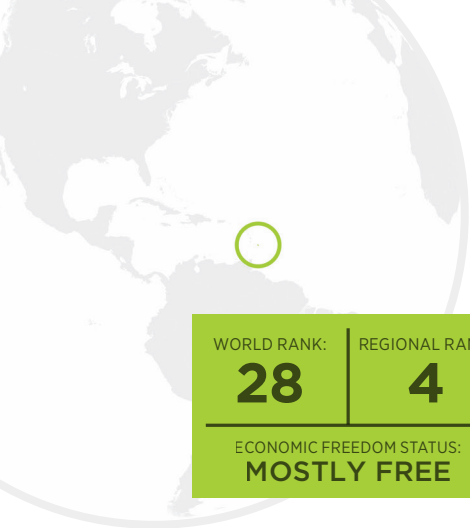 WORLD RANK:
28
REGIONAL RAN
4
ECONOMIC FREEDOM STATUS:
MOSTLY FREE